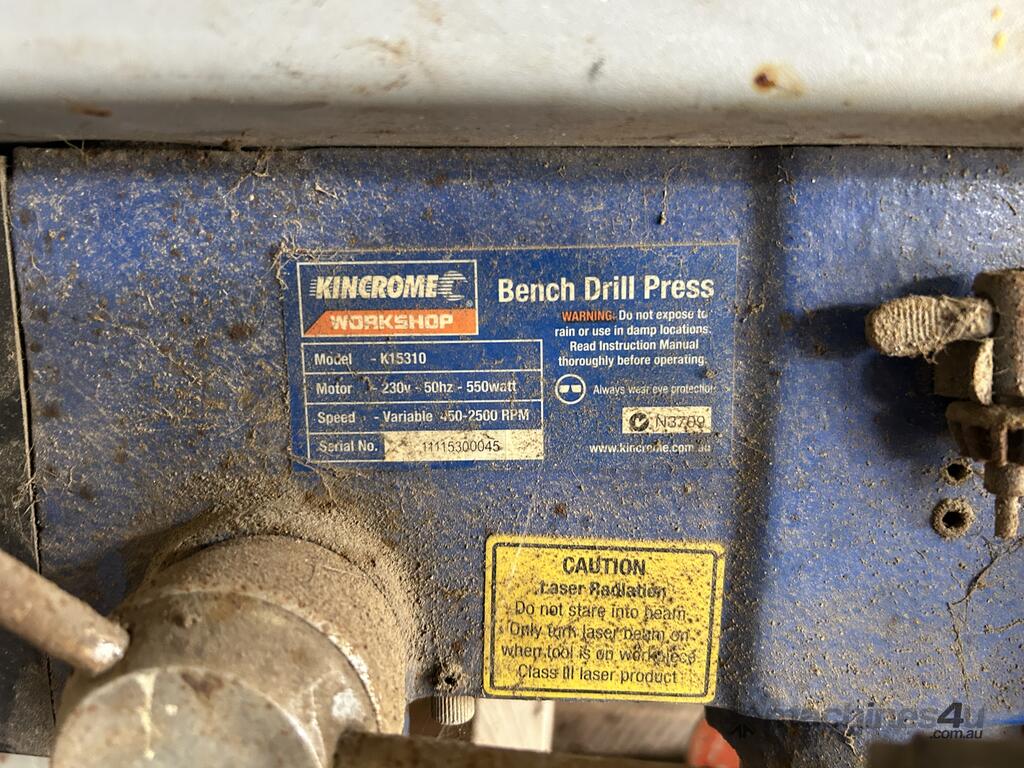 KINCROME
WORKSHOP
Bench Drill Press
WARNING: Do not expose to
rain or use in damp locations.
Read Instruction Manual
thoroughly before operating.
Always wear eye protection
Model - K15310
Motor - 230v - 50hz - 550watt
Speed - Variable 450-2500 RPM
Serial No. 11115300045
N3709
www.kincrome.com.au
CAUTION
Laser Radiation
Do not stare into beam
Only turn laser beam on
when tool is on workpiece
Class III laser product
machines4u
.com.au